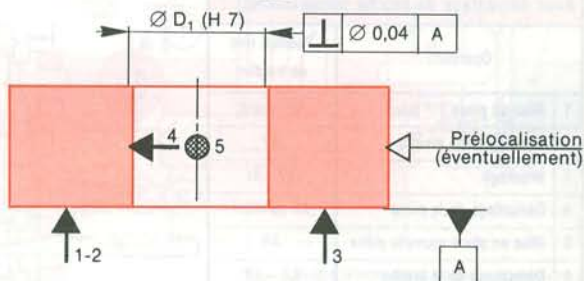 Ø D₁ (H 7)
⊥ Ø 0,04 A
4
5
Prélocalisation
(éventuellement)
1-2
3
A